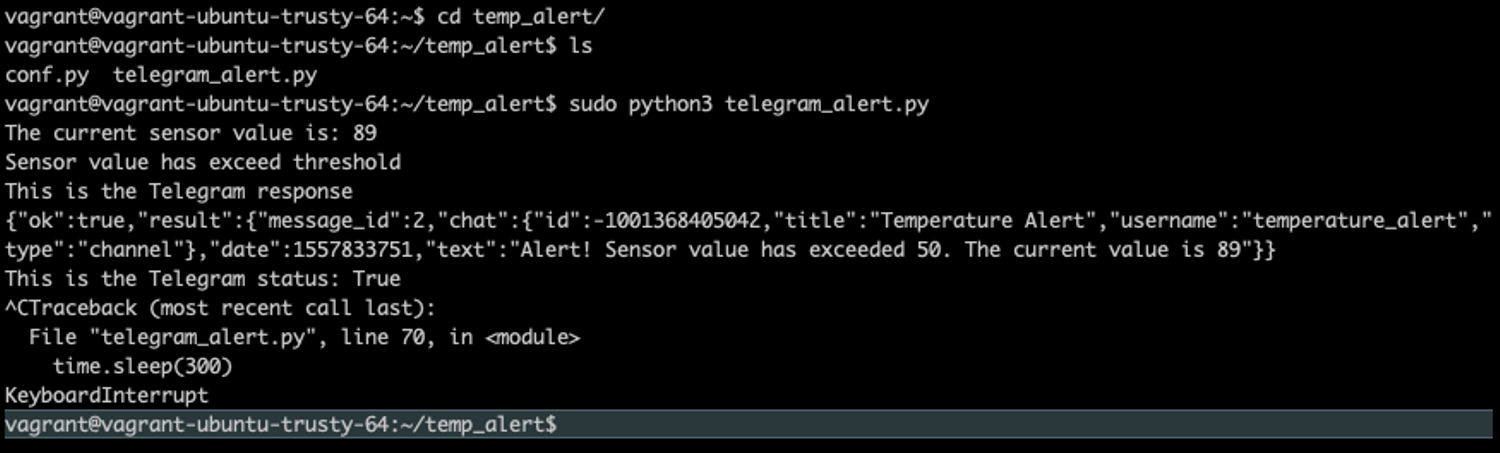 vagrant@vagrant-ubuntu-trusty-64:~$ cd temp_alert/
vagrant@vagrant-ubuntu-trusty-64:~/temp_alert$ ls
conf.py  telegram_alert.py
vagrant@vagrant-ubuntu-trusty-64:~/temp_alert$ sudo python3 telegram_alert.py
The current sensor value is: 89
Sensor value has exceed threshold
This is the Telegram response
{"ok":true,"result":{"message_id":2,"chat":{"id":-1001368405042,"title":"Temperature Alert","username":"temperature_alert","
type":"channel"},"date":1557833751,"text":"Alert! Sensor value has exceeded 50. The current value is 89"}}
This is the Telegram status: True
^CTraceback (most recent call last):
  File "telegram_alert.py", line 70, in <module>
    time.sleep(300)
KeyboardInterrupt
vagrant@vagrant-ubuntu-trusty-64:~/temp_alert$